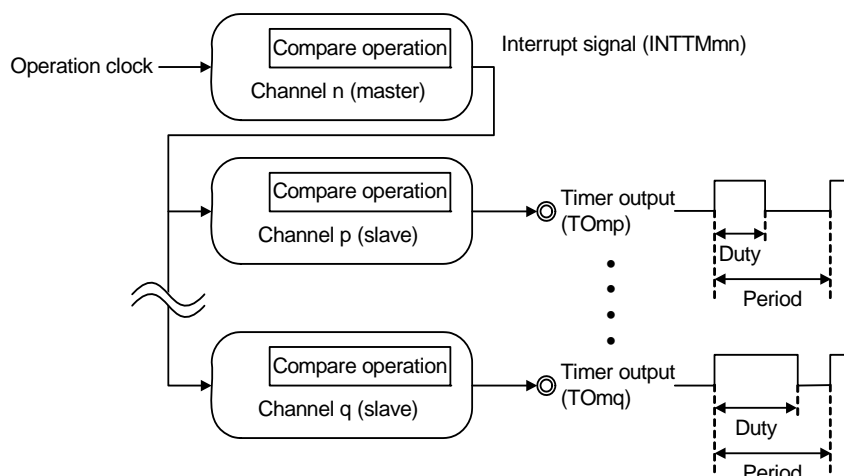 Compare operation
Interrupt signal (INTTMmn)
Operation clock
Channel n (master)
Compare operation
Channel p (slave)
Timer output
(TOmp)
Duty
Period
Compare operation
Channel q (slave)
Timer output
(TOmq)
Duty
Period